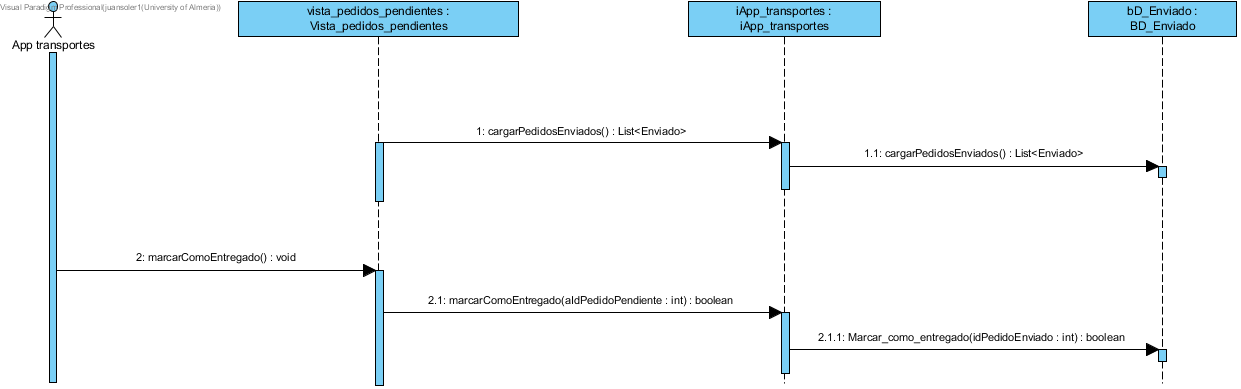 Visual Paradigm Professional(juansoler1(University of Almeria))
App transportes
vista_pedidos_pendientes :
Vista_pedidos_pendientes
iApp_transportes :
iApp_transportes
bD_Enviado :
BD_Enviado
1: cargarPedidosEnviados() : List<Enviado>
1.1: cargarPedidosEnviados() : List<Enviado>
2: marcarComoEntregado() : void
2.1: marcarComoEntregado(aIdPedidoPendiente : int) : boolean
2.1.1: Marcar_como_entregado(idPedidoEnviado : int) : boolean